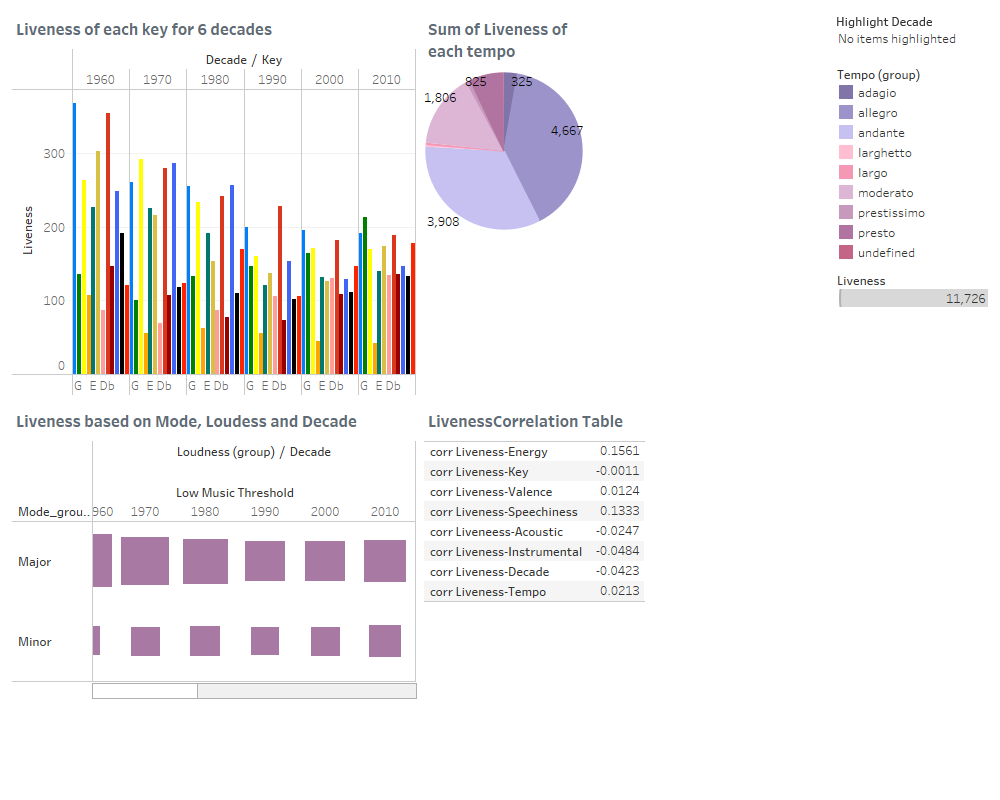 Liveness of each key for 6 decades
Decade / Key
1960 1970 1980 1990 2000 2010
Liveness
300
200
100
0
G E Db G E Db G E Db G E Db G E Db G E Db
Sum of Liveness of
each tempo
825 325
1,806
4,667
3,908
Highlight Decade
No items highlighted
Tempo (group)
adagio
allegro
andante
larghetto
largo
moderato
prestissimo
presto
undefined
Liveness
11,726
Liveness based on Mode, Loudess and Decade
Loudness (group) / Decade
Low Music Threshold
Mode_grou.. 960 1970 1980 1990 2000 2010
Major
Minor
LivenessCorrelation Table
corr Liveness-Energy 0.1561
corr Liveness-Key -0.0011
corr Liveness-Valence 0.0124
corr Liveness-Speechiness 0.1333
corr Liveneess-Acoustic -0.0247
corr Liveness-Instrumental -0.0484
corr Liveness-Decade -0.0423
corr Liveness-Tempo 0.0213